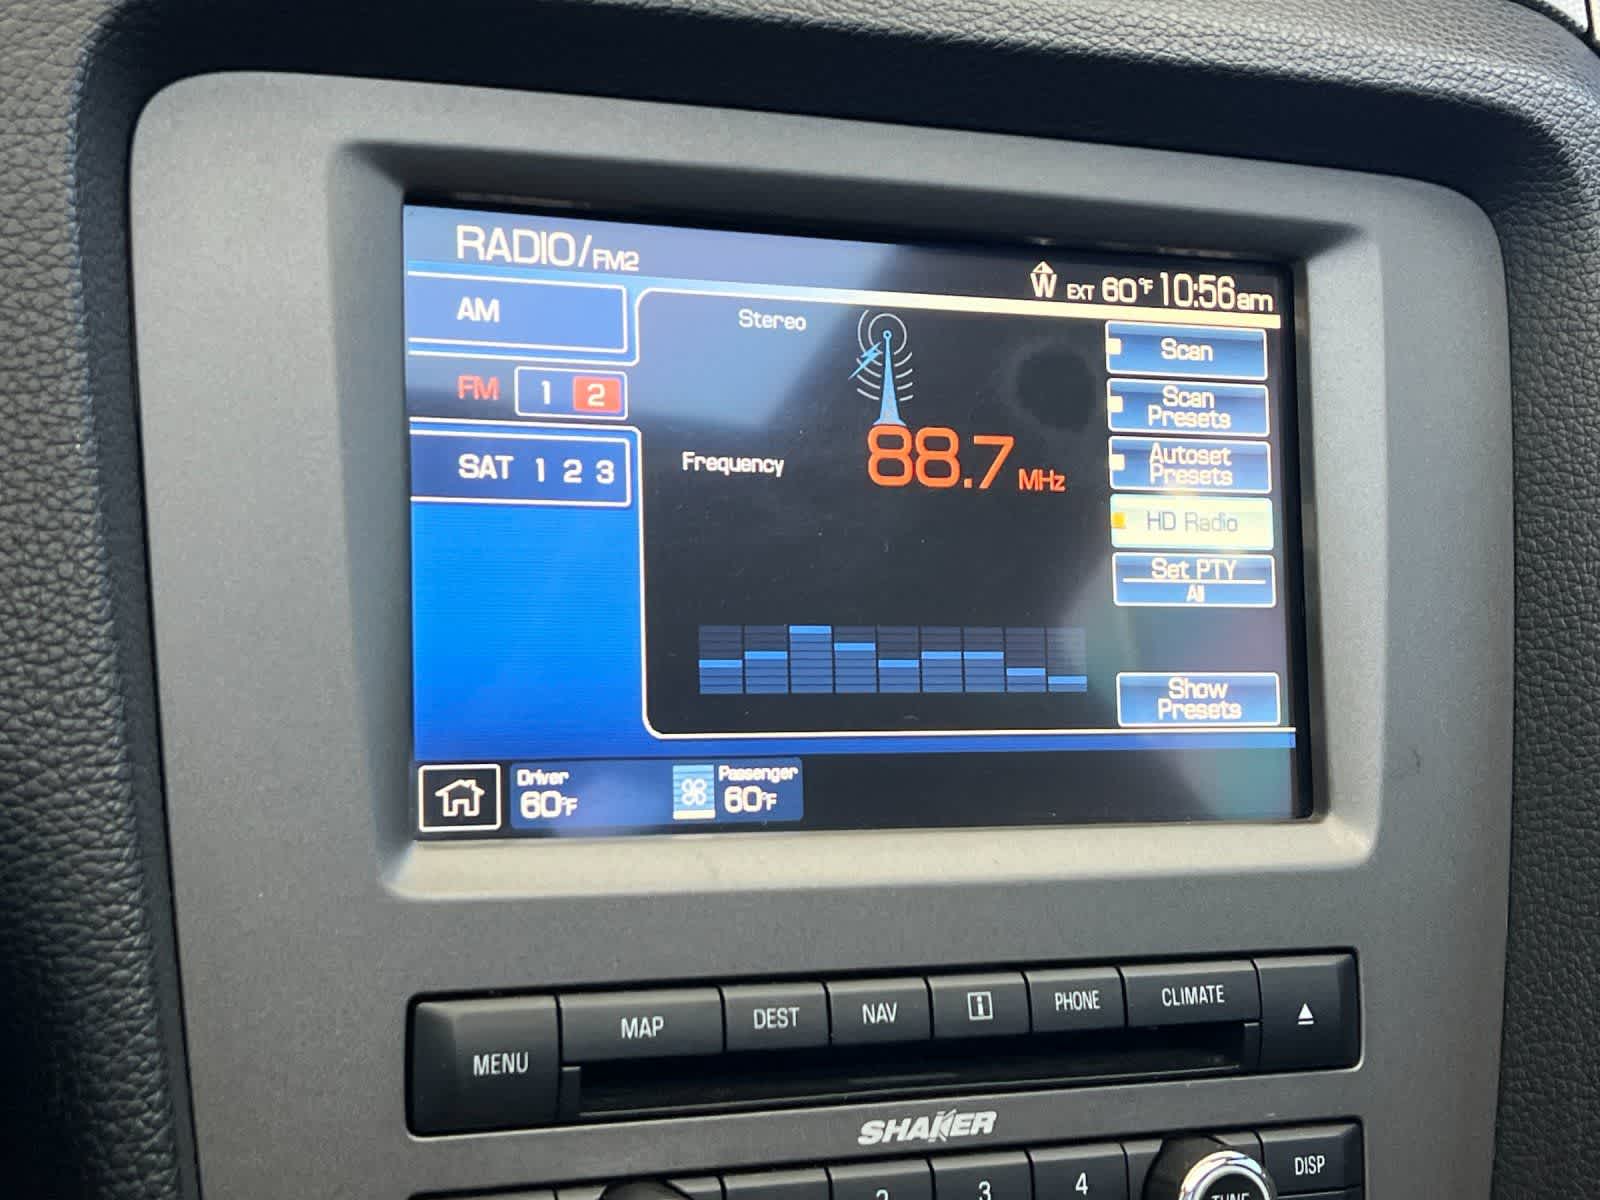 RADIO/FM2
W EXT 60°F 10:56am
AM
FM 1 2
SAT 1 2 3
Stereo
Frequency 88.7 MHz
Scan
Scan
Presets
Autoset
Presets
HD Radio
Set PTY
All
Show
Presets
Driver
60°F
Passenger
60°F
MENU
MAP
DEST
NAV
i
PHONE
CLIMATE
SHAKER
2
3
4
TUNE
DISP